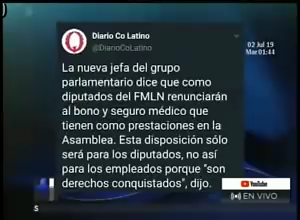 Diario Co Latino
@DiarioCoLatino
02 Jul 19
Mar 01:44
La nueva jefa del grupo
parlamentario dice que como
diputados del FMLN renunciarán
al bono y seguro médico que
tienen como prestaciones en la
Asamblea. Esta disposición sólo
será para los diputados, no así
para los empleados porque "son
derechos conquistados", dijo.
YouTube
EN VIVO
S